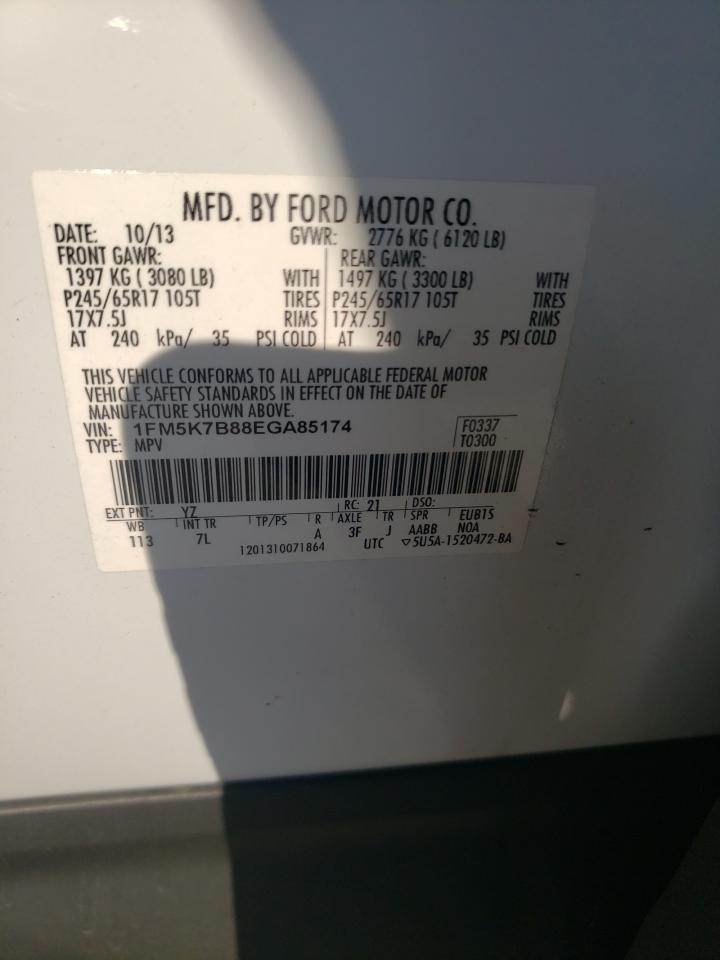 MFD. BY FORD MOTOR CO.
DATE: 10/13 GVWR: 2776 KG ( 6120 LB)
FRONT GAWR: REAR GAWR:
1397 KG ( 3080 LB) WITH 1497 KG ( 3300 LB) WITH
P245/65R17 105T TIRES P245/65R17 105T TIRES
17X7.5J RIMS 17X7.5J RIMS
AT 240 kPa/ 35 PSI COLD AT 240 kPa/ 35 PSI COLD
THIS VEHICLE CONFORMS TO ALL APPLICABLE FEDERAL MOTOR
VEHICLE SAFETY STANDARDS IN EFFECT ON THE DATE OF
MANUFACTURE SHOWN ABOVE.
VIN: 1FM5K7B88EGA85174 F0337
TYPE: MPV T0300
EXT PNT: YZ RC: 21 DSO:
WB INT TR TP/PS R AXLE TR SPR EUB15
113 7L A 3F J AABB NOA
1201310071864 UTC ▽5U5A-1520472-BA